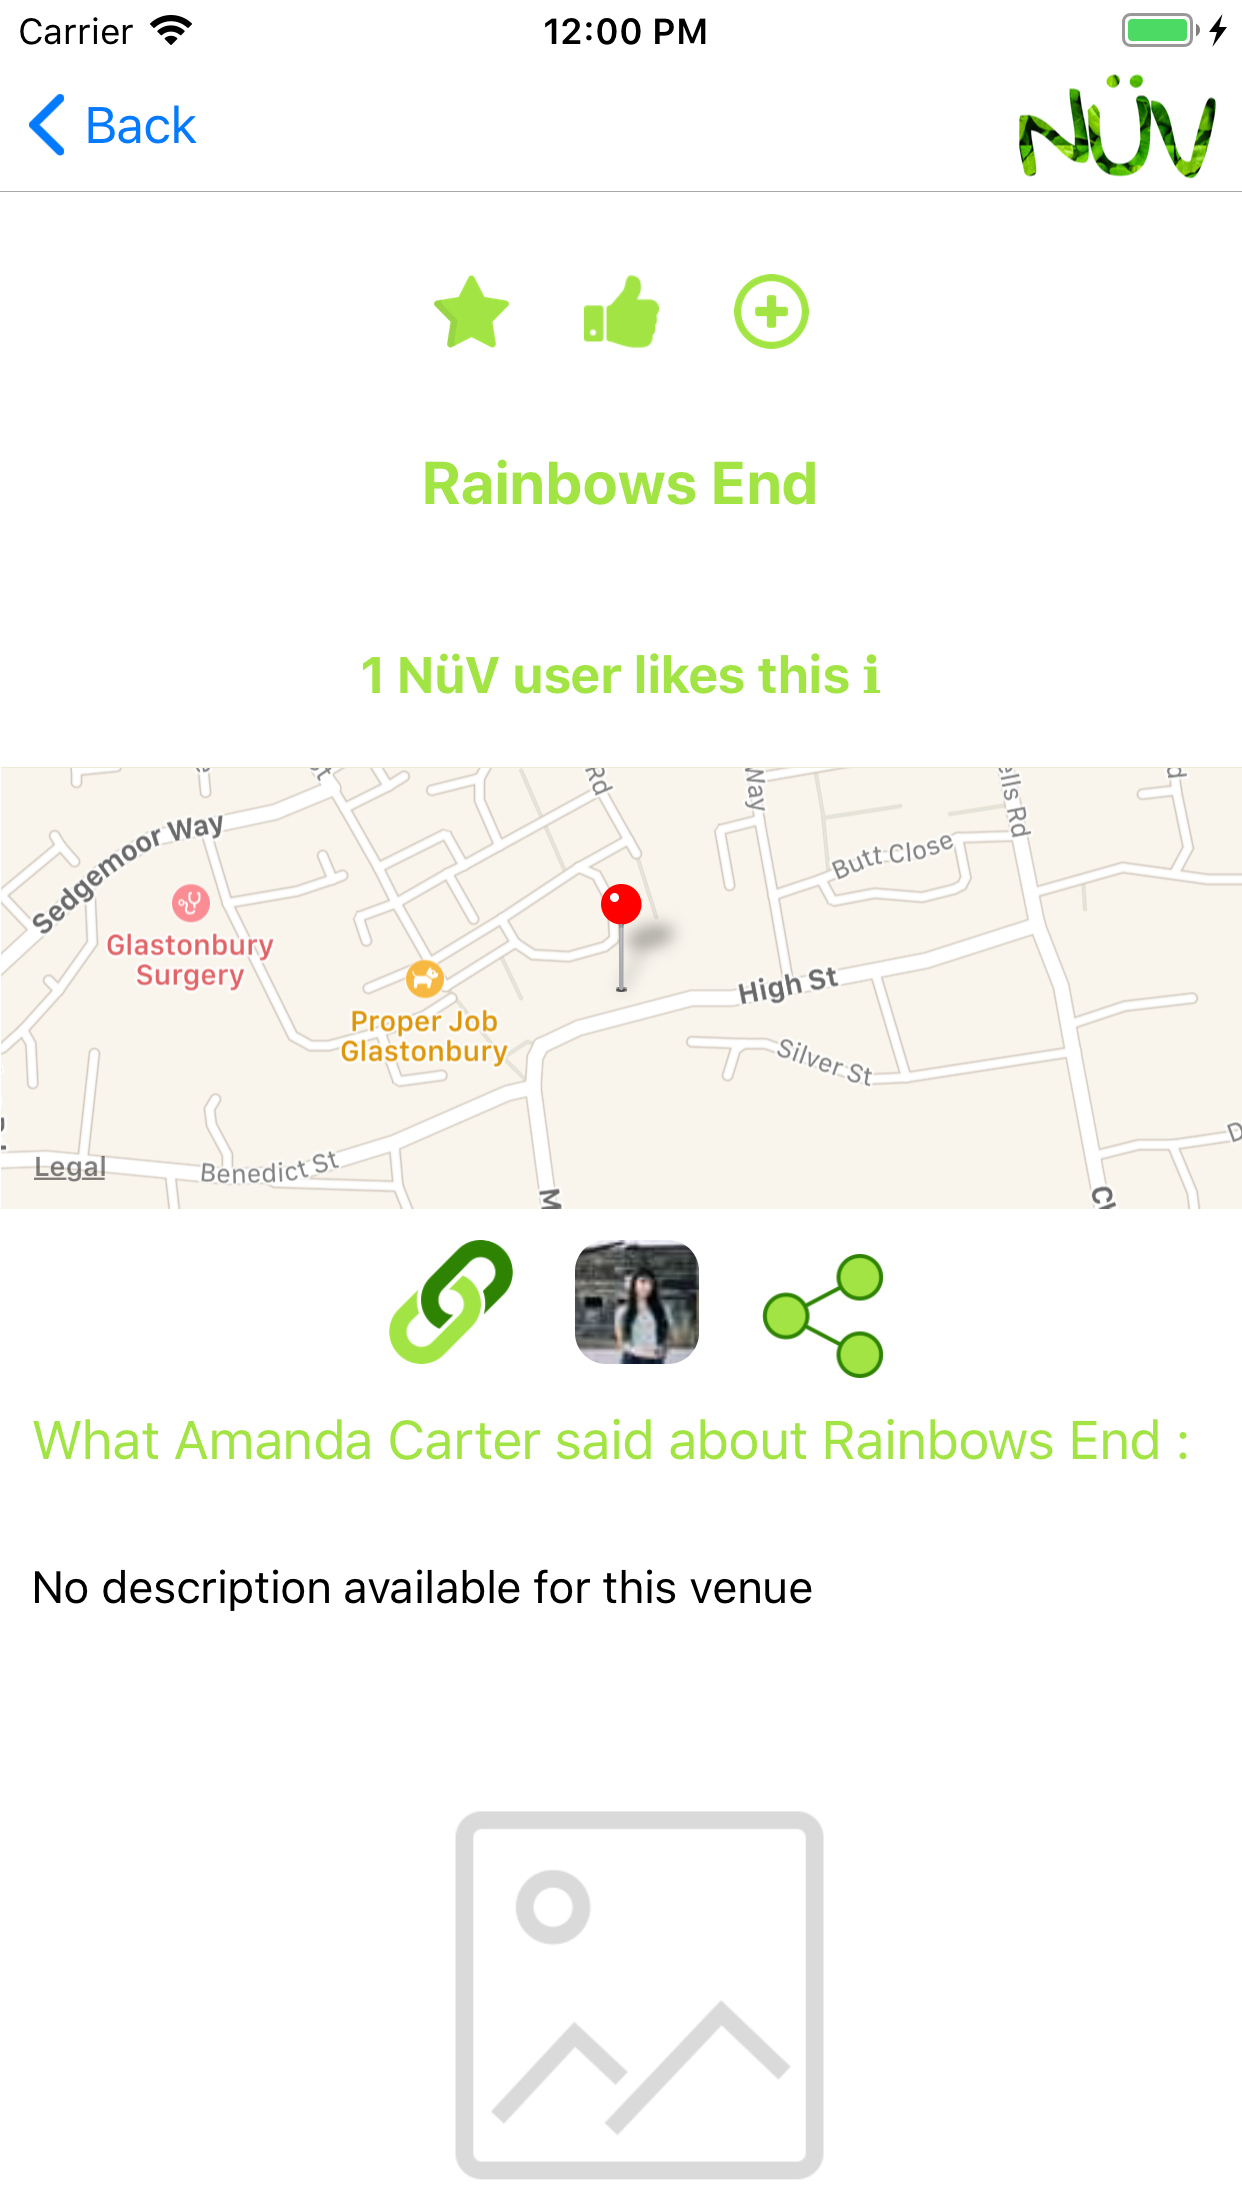 Carrier
12:00 PM
Back
NÜV
Rainbows End
1 NüV user likes this ℹ
Rd
Way
Sedgemoor Way
Butt Close
Glastonbury
Surgery
High St
Proper Job
Glastonbury
Silver St
Legal
Benedict St
What Amanda Carter said about Rainbows End :
No description available for this venue